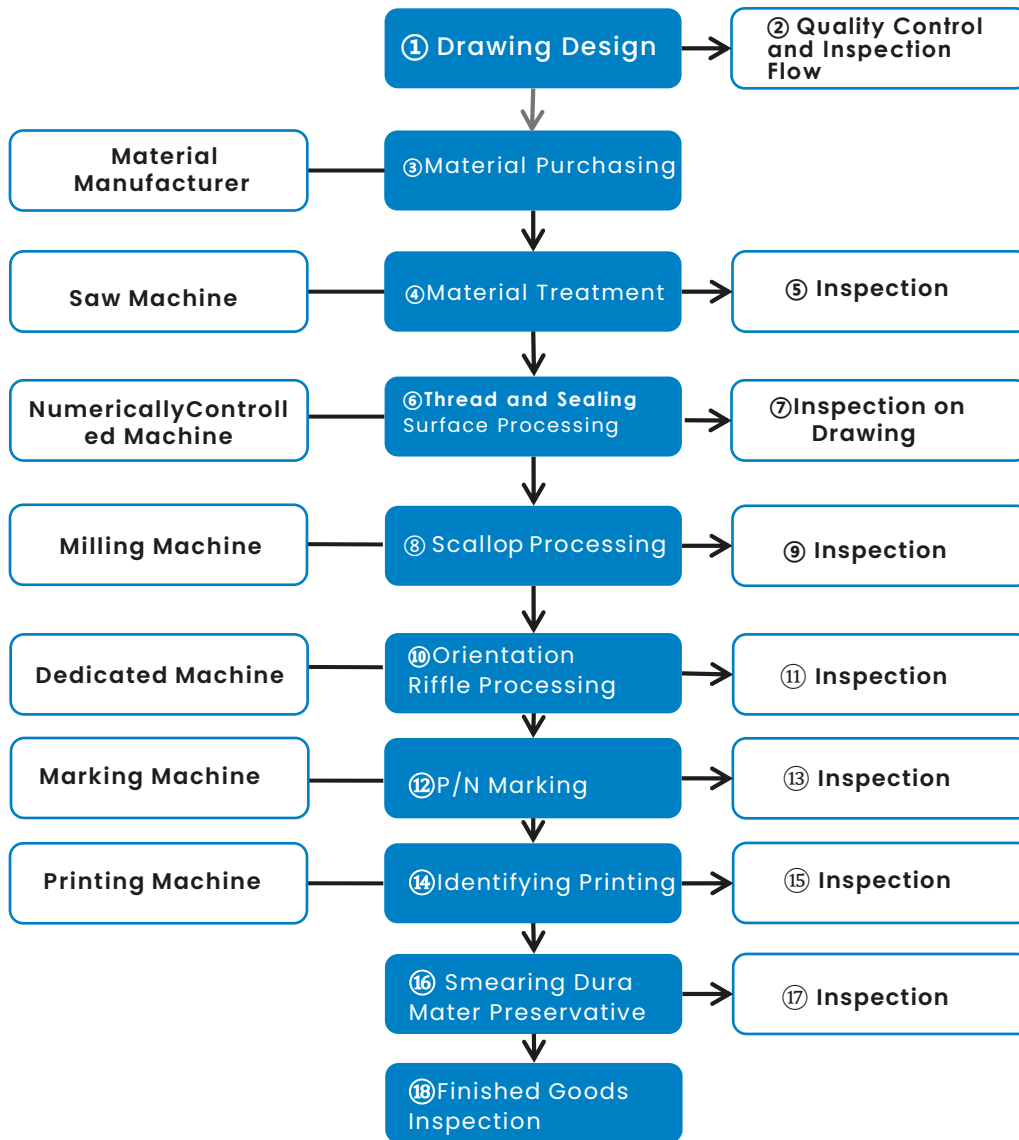 ① Drawing Design
② Quality Control
and Inspection
Flow
Material
Manufacturer
③Material Purchasing
Saw Machine
④Material Treatment
⑤ Inspection
NumericallyControll
ed Machine
⑥Thread and Sealing
Surface Processing
⑦Inspection on
Drawing
Milling Machine
⑧ Scallop Processing
⑨ Inspection
Dedicated Machine
⑩Orientation
Riffle Processing
⑪ Inspection
Marking Machine
⑫P/N Marking
⑬ Inspection
Printing Machine
⑭Identifying Printing
⑮ Inspection
⑯ Smearing Dura
Mater Preservative
⑰ Inspection
⑱Finished Goods
Inspection